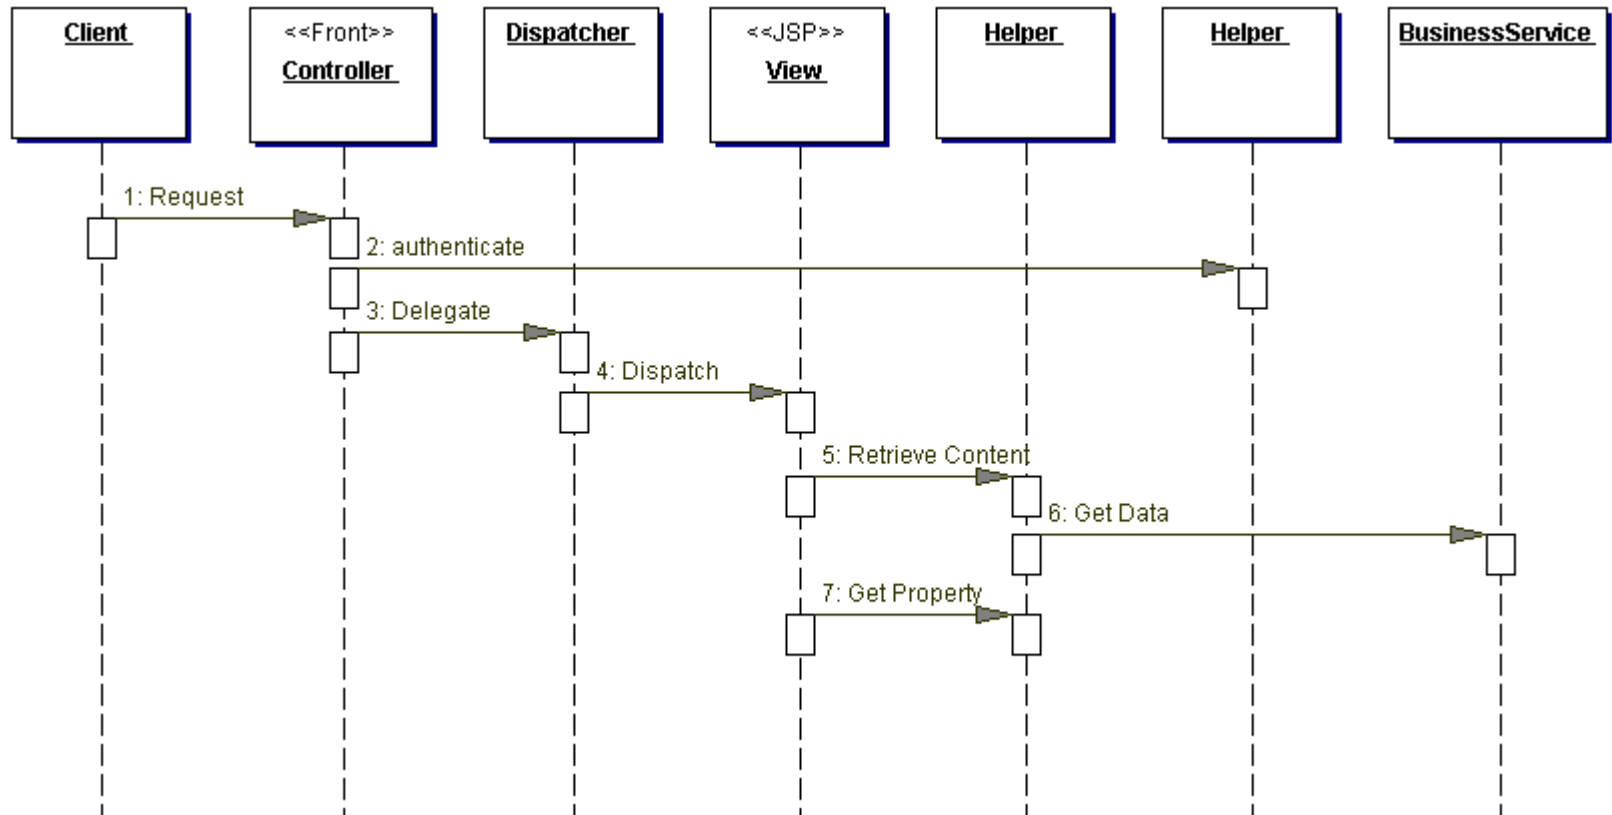 Client
<<Front>>
Controller
Dispatcher
<<JSP>>
View
Helper
Helper
BusinessService
1: Request
2: authenticate
3: Delegate
4: Dispatch
5: Retrieve Content
6: Get Data
7: Get Property